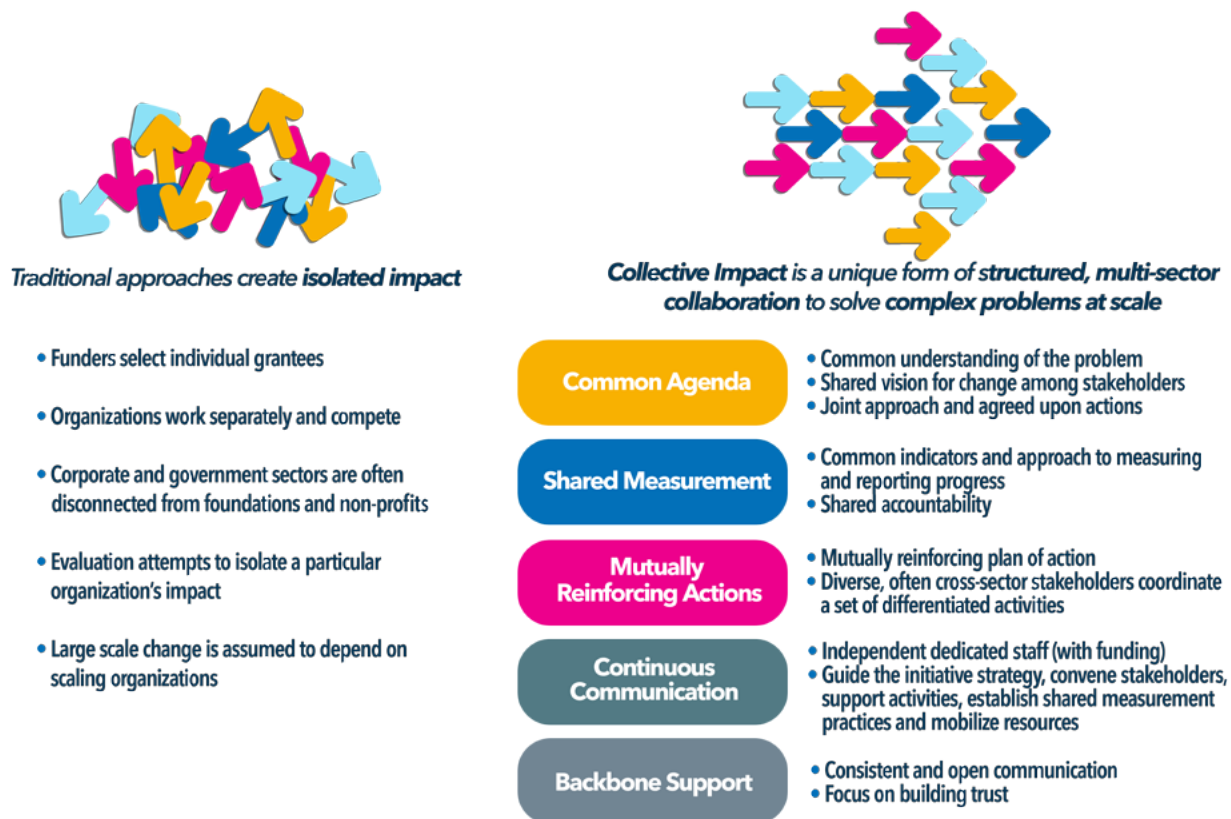 Traditional approaches create isolated impact
• Funders select individual grantees
• Organizations work separately and compete
• Corporate and government sectors are often
disconnected from foundations and non-profits
• Evaluation attempts to isolate a particular
organization's impact
• Large scale change is assumed to depend on
scaling organizations
Collective Impact is a unique form of structured, multi-sector
collaboration to solve complex problems at scale
Common Agenda
• Common understanding of the problem
• Shared vision for change among stakeholders
• Joint approach and agreed upon actions
Shared Measurement
• Common indicators and approach to measuring
and reporting progress
• Shared accountability
Mutually
Reinforcing Actions
• Mutually reinforcing plan of action
• Diverse, often cross-sector stakeholders coordinate
a set of differentiated activities
Continuous
Communication
• Independent dedicated staff (with funding)
• Guide the initiative strategy, convene stakeholders,
support activities, establish shared measurement
practices and mobilize resources
Backbone Support
• Consistent and open communication
• Focus on building trust